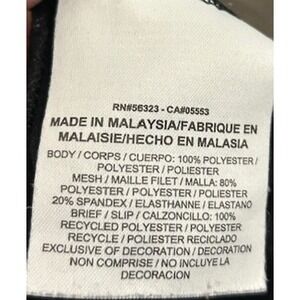 RN#56323 - CA#05553
MADE IN MALAYSIA/FABRIQUE EN
MALAISIE/HECHO EN MALASIA
BODY / CORPS / CUERPO: 100% POLYESTER /
POLYESTER / POLIESTER
MESH / MAILLE FILET / MALLA: 80%
POLYESTER / POLYESTER / POLIESTER
20% SPANDEX / ELASTHANNE / ELASTANO
BRIEF / SLIP / CALZONCILLO: 100%
RECYCLED POLYESTER / POLYESTER
RECYCLE / POLIESTER RECICLADO
EXCLUSIVE OF DECORATION / DECORATION
NON COMPRISE / NO INCLUYE LA
DECORACION